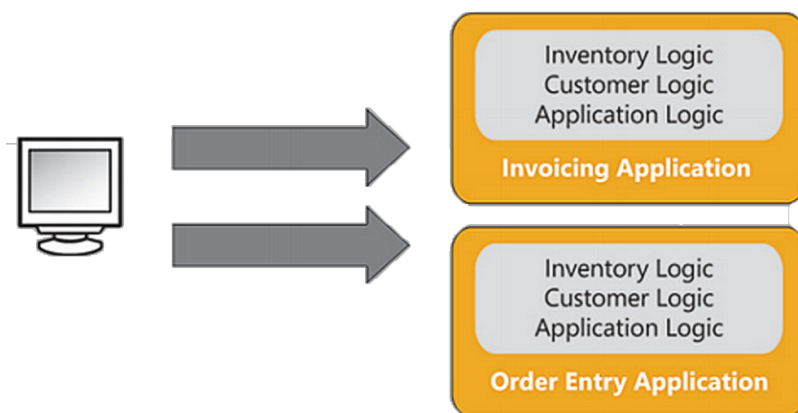 Inventory Logic
Customer Logic
Application Logic
Invoicing Application
Inventory Logic
Customer Logic
Application Logic
Order Entry Application